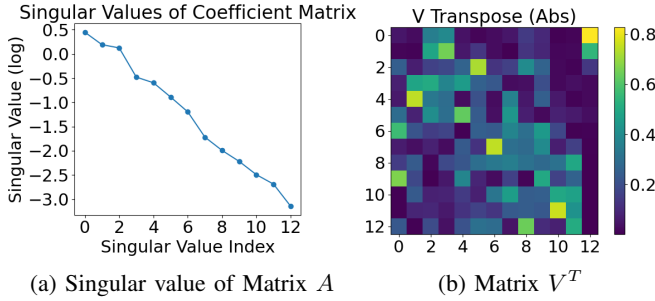 Singular Values of Coefficient Matrix
Singular Value (log)
0.5
0.0
−0.5
−1.0
−1.5
−2.0
−2.5
−3.0
0 2 4 6 8 10 12
Singular Value Index
(a) Singular value of Matrix A
V Transpose (Abs)
0
2
4
6
8
10
12
0 2 4 6 8 10 12
0.8
0.6
0.4
0.2
(b) Matrix V^T